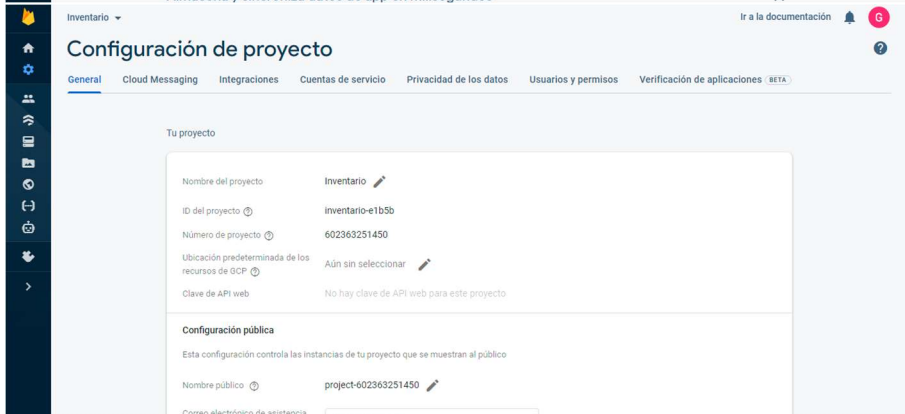 Inventario
Ir a la documentación
G
Configuración de proyecto
General Cloud Messaging Integraciones Cuentas de servicio Privacidad de los datos Usuarios y permisos Verificación de aplicaciones BETA
Tu proyecto
Nombre del proyecto Inventario
ID del proyecto inventario-e1b5b
Número de proyecto 602363251450
Ubicación predeterminada de los
recursos de GCP Aún sin seleccionar
Clave de API web No hay clave de API web para este proyecto
Configuración pública
Esta configuración controla las instancias de tu proyecto que se muestran al público
Nombre público project-602363251450
Correo electrónico de asistencia